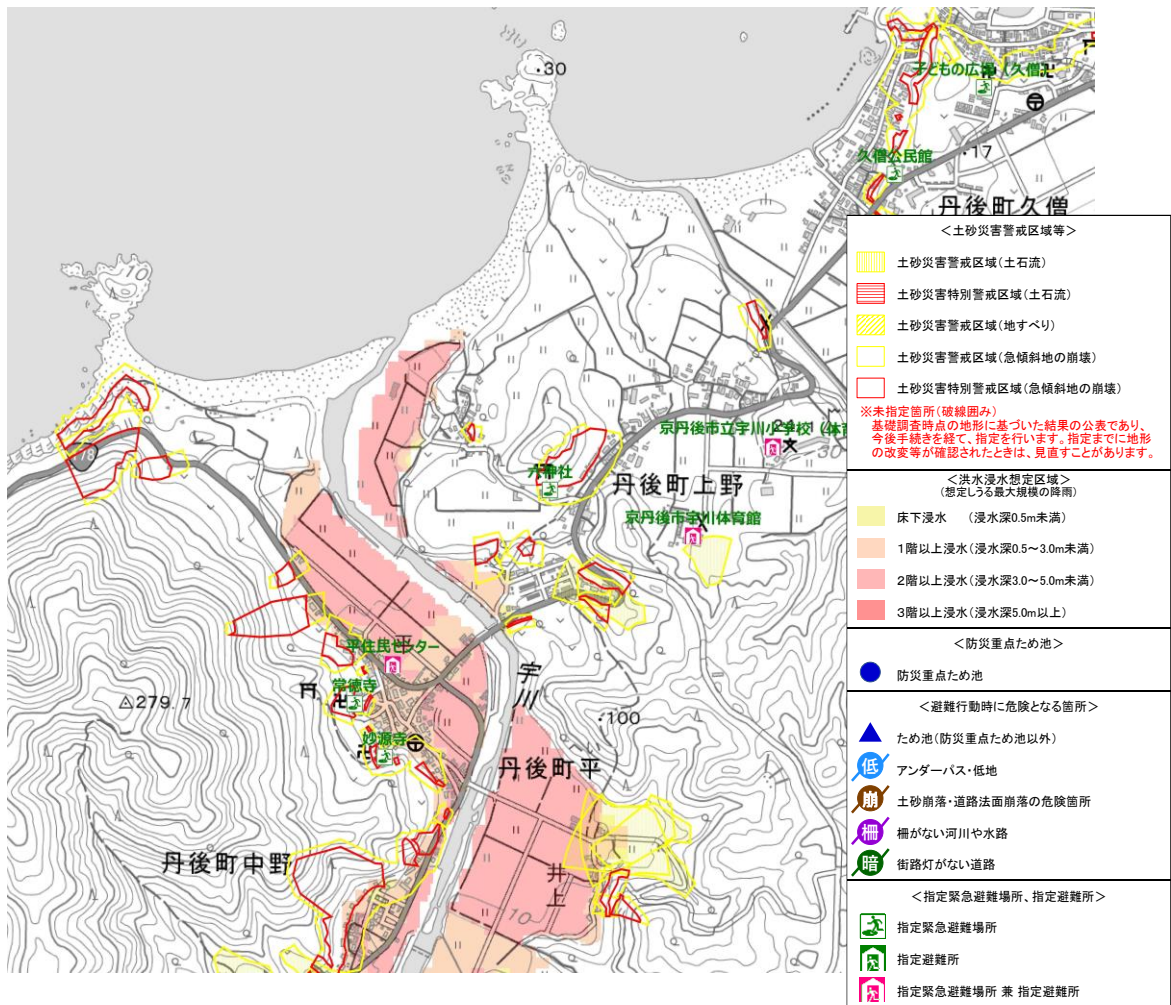 30
子どもの広場(久僧
久僧公民館
17
丹後町久僧
10
178
京丹後市立宇川小学校(体育
24
30
六神社
丹後町上野
京丹後市宇川体育館
平
平住民センター
宇川
常徳寺
279.7
100
妙源寺
丹後町平
丹後町中野
井上
10
<土砂災害警戒区域等>
土砂災害警戒区域(土石流)
土砂災害特別警戒区域(土石流)
土砂災害警戒区域(地すべり)
土砂災害警戒区域(急傾斜地の崩壊)
土砂災害特別警戒区域(急傾斜地の崩壊)
※未指定箇所(破線囲み)
基礎調査時点の地形に基づいた結果の公表であり、
今後手続きを経て、指定を行います。指定までに地形
の改変等が確認されたときは、見直すことがあります。
<洪水浸水想定区域>
(想定しうる最大規模の降雨)
床下浸水 (浸水深0.5m未満)
1階以上浸水(浸水深0.5~3.0m未満)
2階以上浸水(浸水深3.0~5.0m未満)
3階以上浸水(浸水深5.0m以上)
<防災重点ため池>
防災重点ため池
<避難行動時に危険となる箇所>
ため池(防災重点ため池以外)
低 アンダーパス・低地
崩 土砂崩落・道路法面崩落の危険箇所
柵 柵がない河川や水路
暗 街路灯がない道路
<指定緊急避難場所、指定避難所>
指定緊急避難場所
指定避難所
指定緊急避難場所 兼 指定避難所